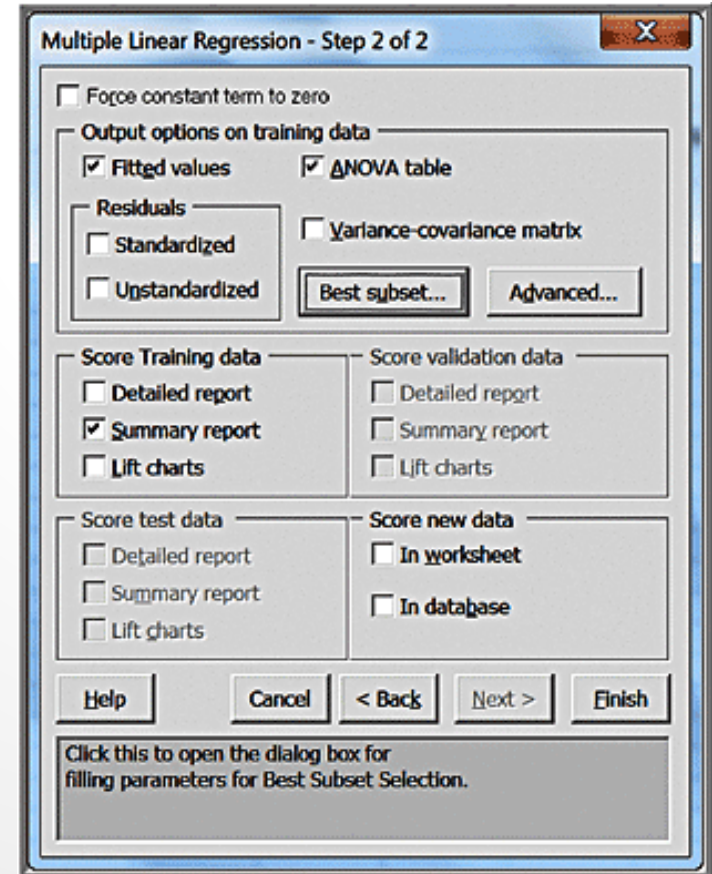 Multiple Linear Regression - Step 2 of 2
X
Force constant term to zero
Output options on training data
Fitted values
ANOVA table
Residuals
Standardized
Unstandardized
Variance-covariance matrix
Best subset...
Advanced...
Score Training data
Detailed report
Summary report
Lift charts
Score validation data
Detailed report
Summary report
Lift charts
Score test data
Detailed report
Summary report
Lift charts
Score new data
In worksheet
In database
Help
Cancel
< Back
Next >
Finish
Click this to open the dialog box for
filling parameters for Best Subset Selection.